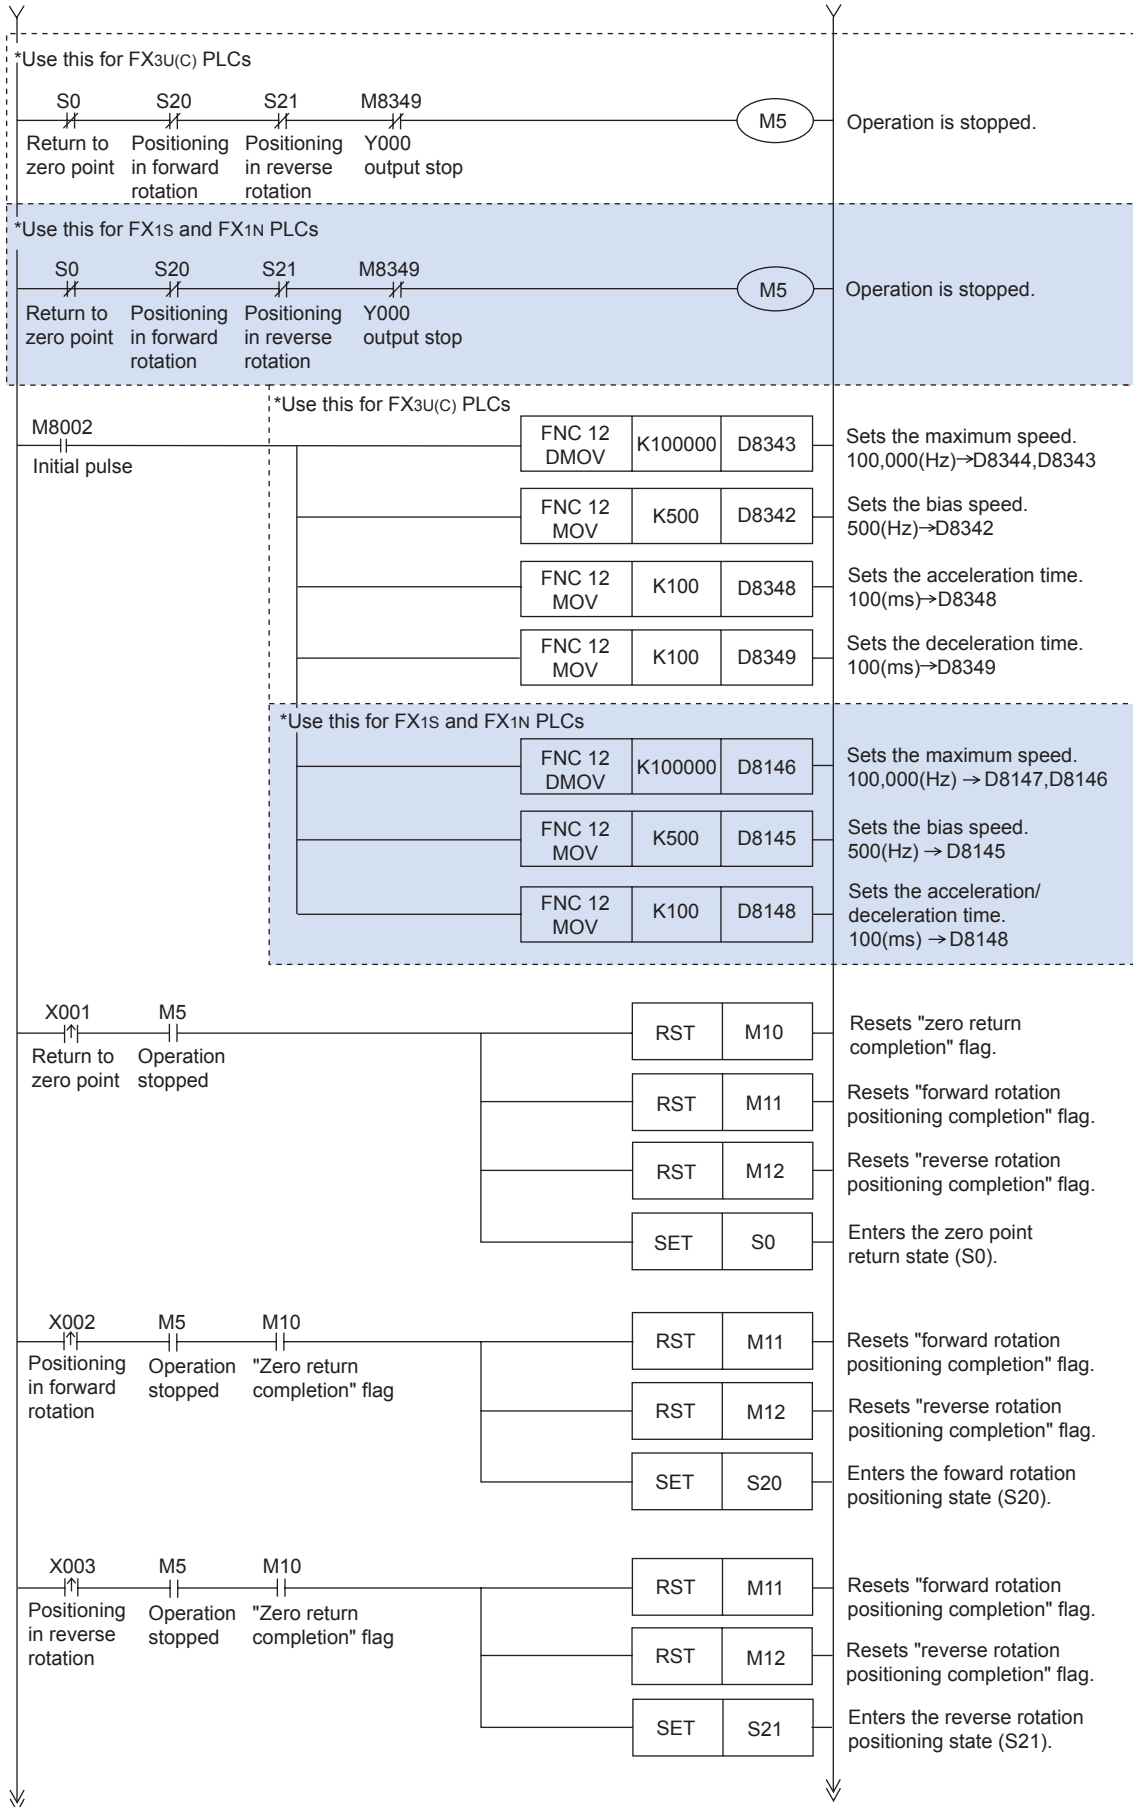 *Use this for FX3U(C) PLCs
S0 S20 S21 M8349
M5 Operation is stopped.
Return to Positioning Positioning Y000
zero point in forward in reverse output stop
rotation rotation
*Use this for FX1S and FX1N PLCs
S0 S20 S21 M8349
M5 Operation is stopped.
Return to Positioning Positioning Y000
zero point in forward in reverse output stop
rotation rotation
*Use this for FX3U(C) PLCs
M8002
Initial pulse
FNC 12 DMOV K100000 D8343
Sets the maximum speed.
100,000(Hz)→D8344,D8343
FNC 12 MOV K500 D8342
Sets the bias speed.
500(Hz)→D8342
FNC 12 MOV K100 D8348
Sets the acceleration time.
100(ms)→D8348
FNC 12 MOV K100 D8349
Sets the deceleration time.
100(ms)→D8349
*Use this for FX1S and FX1N PLCs
FNC 12 DMOV K100000 D8146
Sets the maximum speed.
100,000(Hz) → D8147,D8146
FNC 12 MOV K500 D8145
Sets the bias speed.
500(Hz) → D8145
FNC 12 MOV K100 D8148
Sets the acceleration/
deceleration time.
100(ms) → D8148
X001 M5
Return to Operation
zero point stopped
RST M10
Resets "zero return
completion" flag.
RST M11
Resets "forward rotation
positioning completion" flag.
RST M12
Resets "reverse rotation
positioning completion" flag.
SET S0
Enters the zero point
return state (S0).
X002 M5 M10
Positioning Operation "Zero return
in forward stopped completion" flag
rotation
RST M11
Resets "forward rotation
positioning completion" flag.
RST M12
Resets "reverse rotation
positioning completion" flag.
SET S20
Enters the foward rotation
positioning state (S20).
X003 M5 M10
Positioning Operation "Zero return
in reverse stopped completion" flag
rotation
RST M11
Resets "forward rotation
positioning completion" flag.
RST M12
Resets "reverse rotation
positioning completion" flag.
SET S21
Enters the reverse rotation
positioning state (S21).